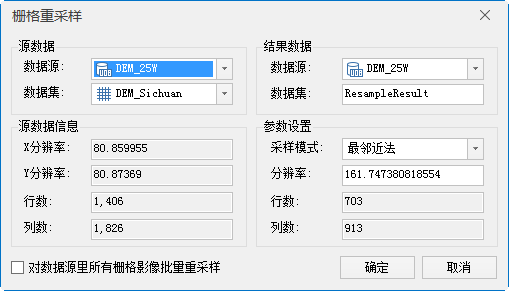 栅格重采样
源数据
数据源: DEM_25W
数据集: DEM_Sichuan
结果数据
数据源: DEM_25W
数据集: ResampleResult
源数据信息
X分辨率: 80.859955
Y分辨率: 80.87369
行数: 1,406
列数: 1,826
参数设置
采样模式: 最邻近法
分辨率: 161.747380818554
行数: 703
列数: 913
对数据源里所有栅格影像批量重采样
确定
取消